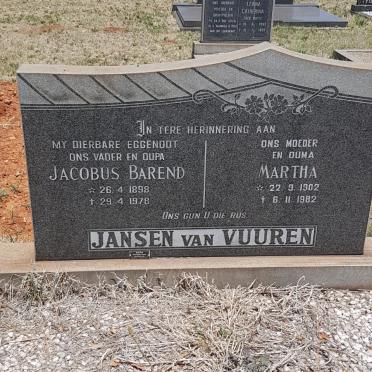 In tere herinnering aan
My dierbare eggenoot
ons vader en oupa
Jacobus Barend
* 26.4.1898
† 29.4.1978
ons moeder
en ouma
Martha
* 22.9.1902
† 6.11.1982
Ons gun U die rus.
JANSEN VAN VUUREN